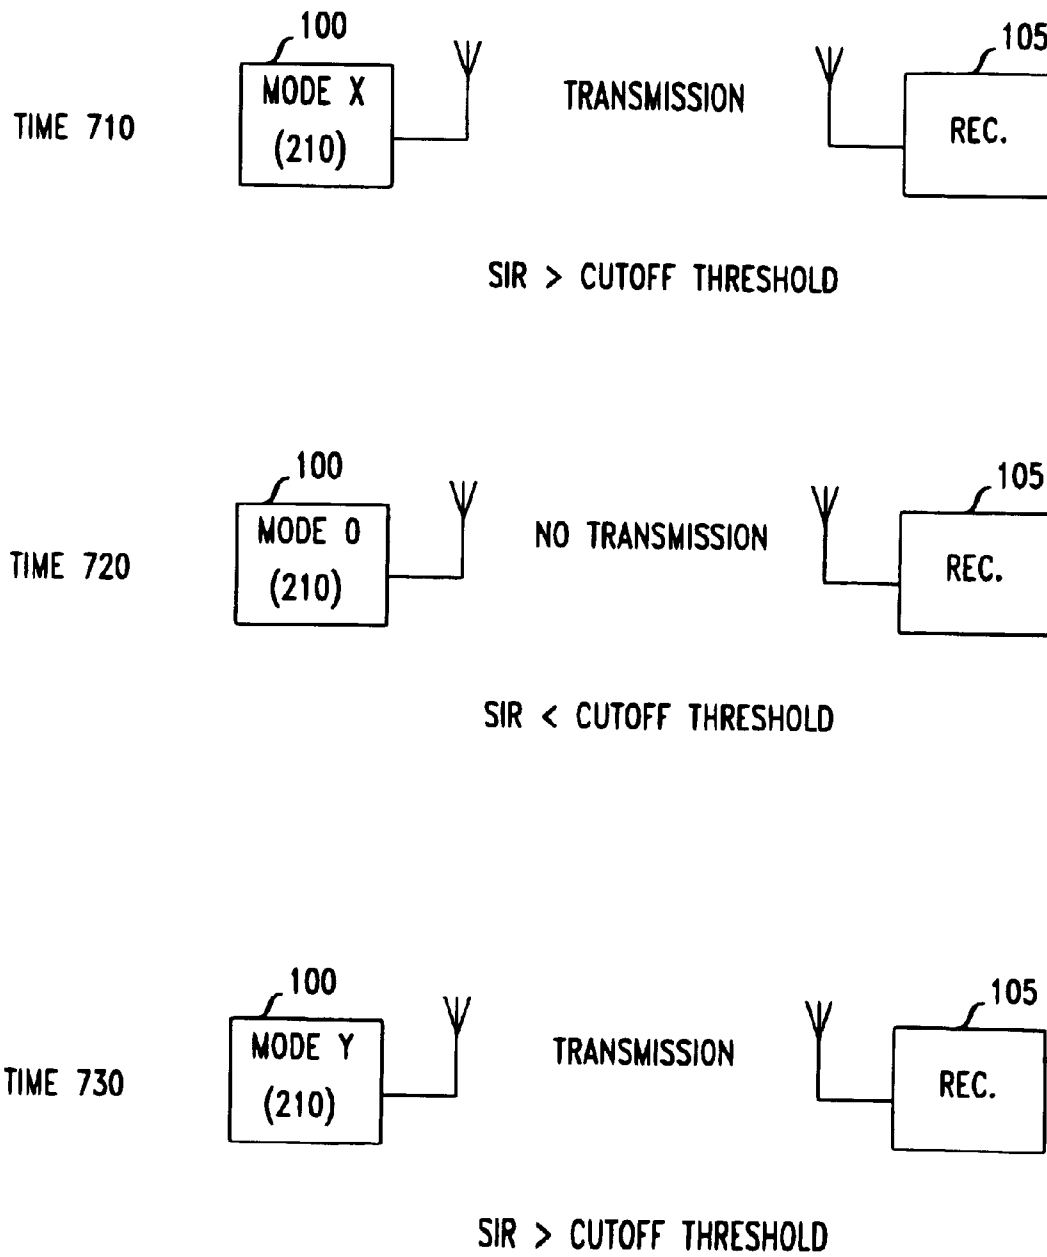 100
105
TIME 710
MODE X
(210)
TRANSMISSION
REC.
SIR > CUTOFF THRESHOLD
100
105
TIME 720
MODE 0
(210)
NO TRANSMISSION
REC.
SIR < CUTOFF THRESHOLD
100
105
TIME 730
MODE Y
(210)
TRANSMISSION
REC.
SIR > CUTOFF THRESHOLD